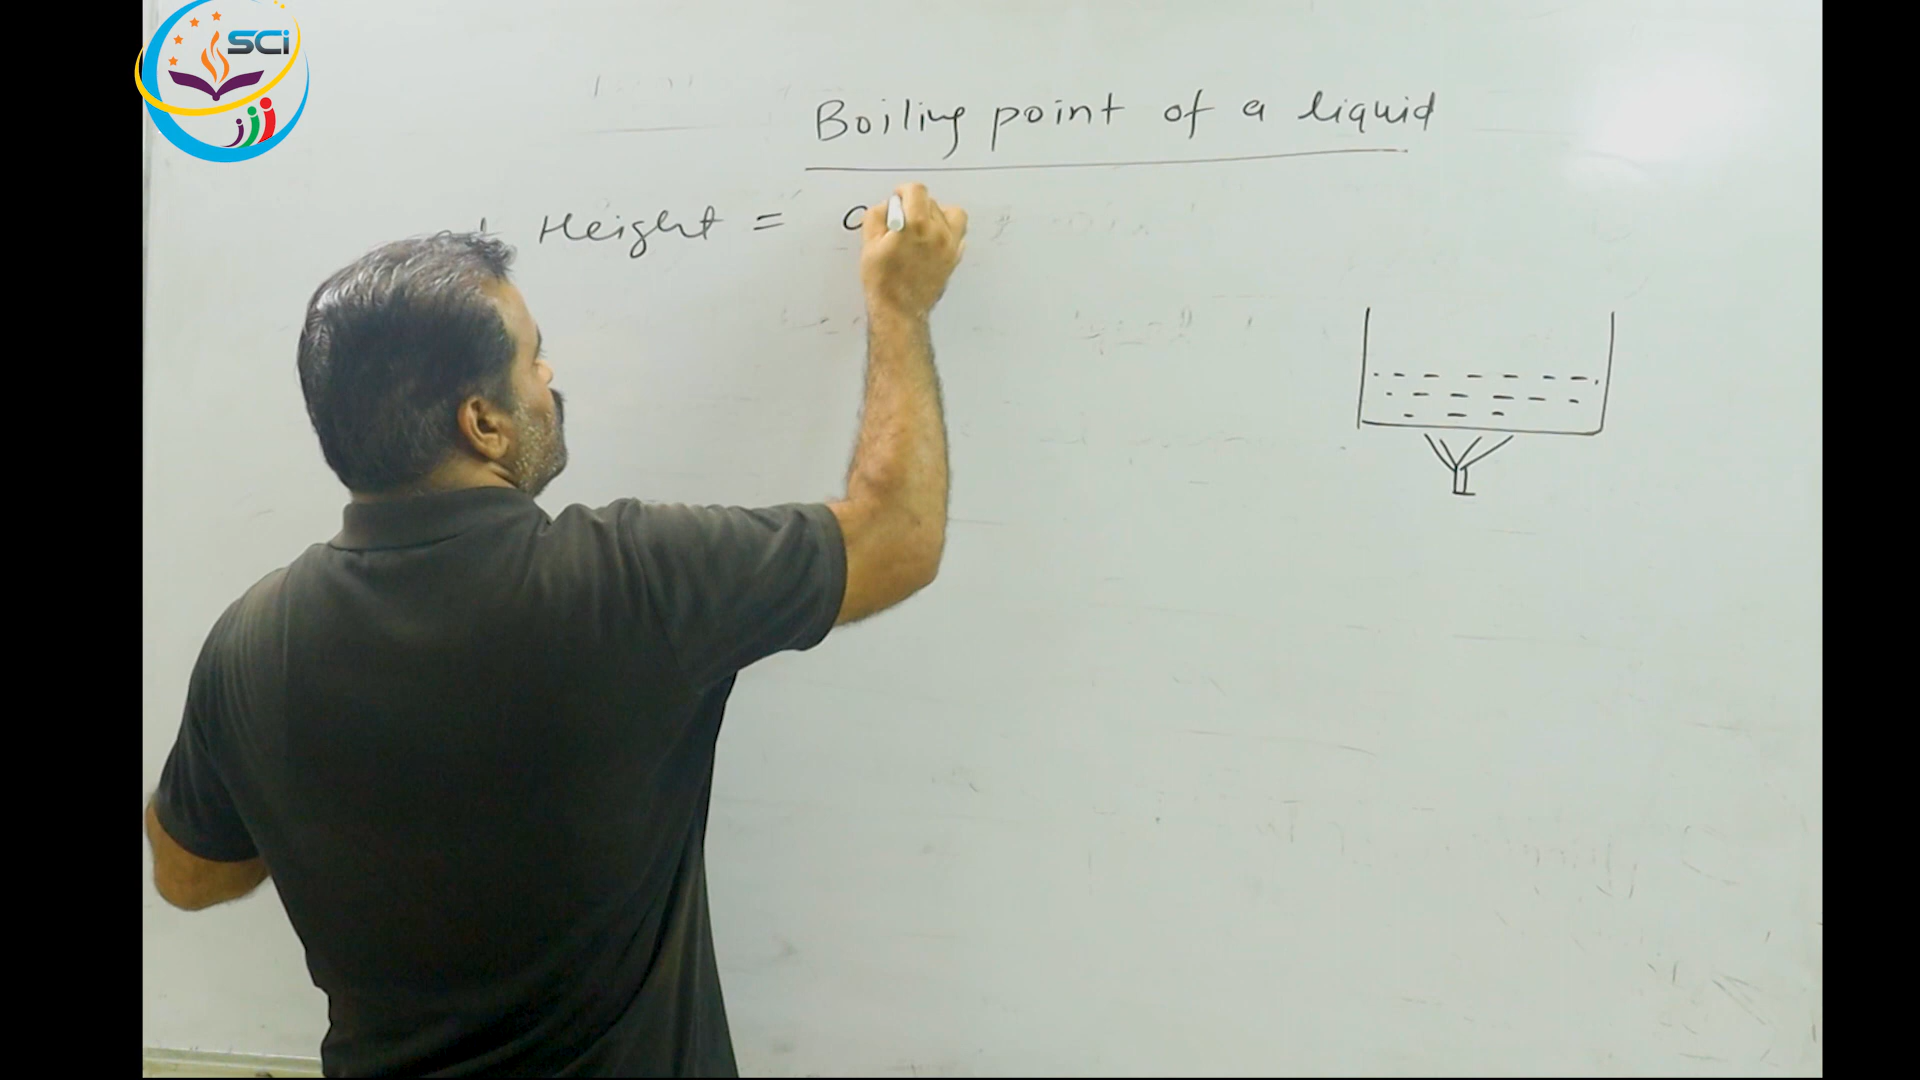 SCi
Boiling point of a liquid
Height =